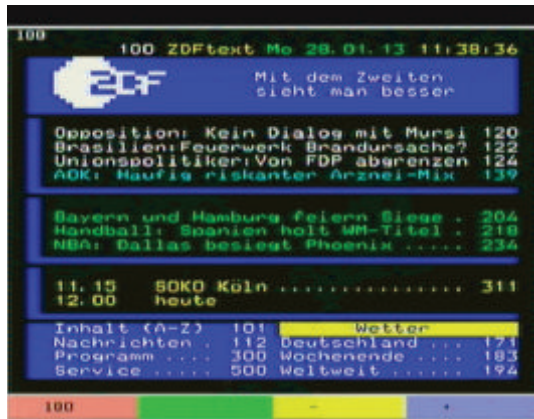 100
100 ZDFtext Mo 28.01.13 11:38:36
ZDF
Mit dem Zweiten
sieht man besser
Opposition: Kein Dialog mit Mursi 120
Brasilien:Feuerwerk Brandursache? 122
Unionspolitiker:Von FDP abgrenzen 124
AOK: Häufig riskanter Arznei-Mix 139
Bayern und Hamburg feiern Siege . 204
Handball: Spanien holt WM-Titel . 218
NBA: Dallas besiegt Phoenix ..... 234
11.15 SOKO Köln ................ 311
12.00 heute
Inhalt (A-Z) 101 Wetter
Nachrichten . 112 Deutschland .... 171
Programm .... 300 Wochenende ..... 183
Service ..... 500 Weltweit ....... 194
100 - +